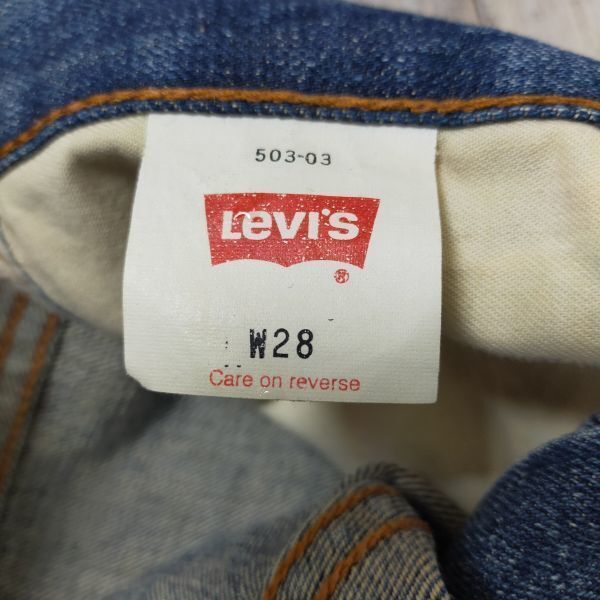 503-03
Levi's
®
W28
Care on reverse